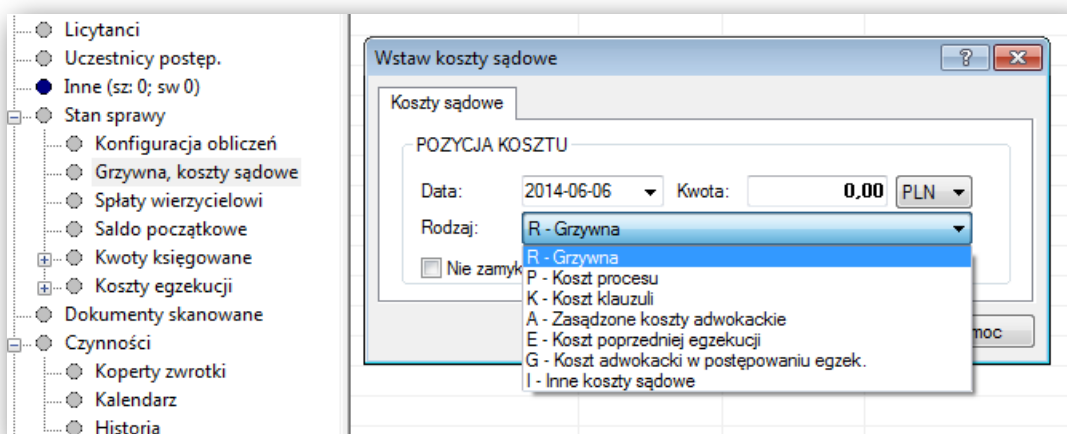 Licytanci
Uczestnicy postęp.
Inne (sz: 0; sw 0)
Stan sprawy
Konfiguracja obliczeń
Grzywna, koszty sądowe
Spłaty wierzycielowi
Saldo początkowe
Kwoty księgowane
Koszty egzekucji
Dokumenty skanowane
Czynności
Koperty zwrotki
Kalendarz
Historia
Wstaw koszty sądowe
Koszty sądowe
POZYCJA KOSZTU
Data: 2014-06-06 Kwota: 0,00 PLN
Rodzaj: R - Grzywna
R - Grzywna
Nie zamyk
P - Koszt procesu
K - Koszt klauzuli
A - Zasądzone koszty adwokackie
E - Koszt poprzedniej egzekucji
G - Koszt adwokacki w postępowaniu egzek.
I - Inne koszty sądowe
moc